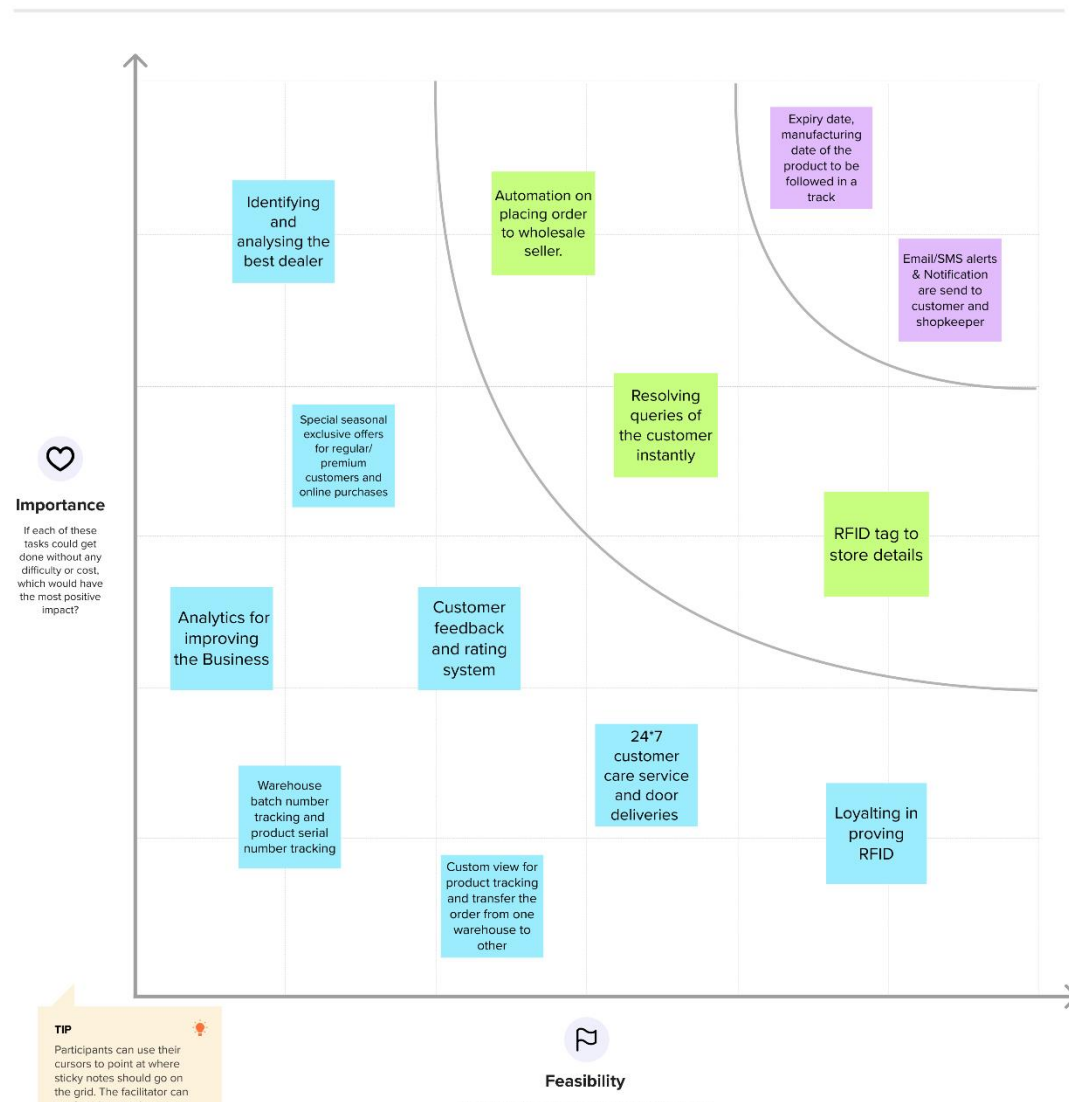 Expiry date,
manufacturing
date of the
product to be
followed in a
track
Identifying
and
analysing the
best dealer
Automation on
placing order
to wholesale
seller.
Email/SMS alerts
& Notification
are send to
customer and
shopkeeper
Resolving
queries of
the customer
instantly
Special seasonal
exclusive offers
for regular/
premium
customers and
online purchases
Importance
If each of these
tasks could get
done without any
difficulty or cost,
which would have
the most positive
impact?
RFID tag to
store details
Analytics for
improving
the Business
Customer
feedback
and rating
system
24*7
customer
care service
and door
deliveries
Warehouse
batch number
tracking and
product serial
number tracking
Loyalting in
proving
RFID
Custom view for
product tracking
and transfer the
order from one
warehouse to
other
TIP
Participants can use their
cursors to point at where
sticky notes should go on
the grid. The facilitator can
Feasibility